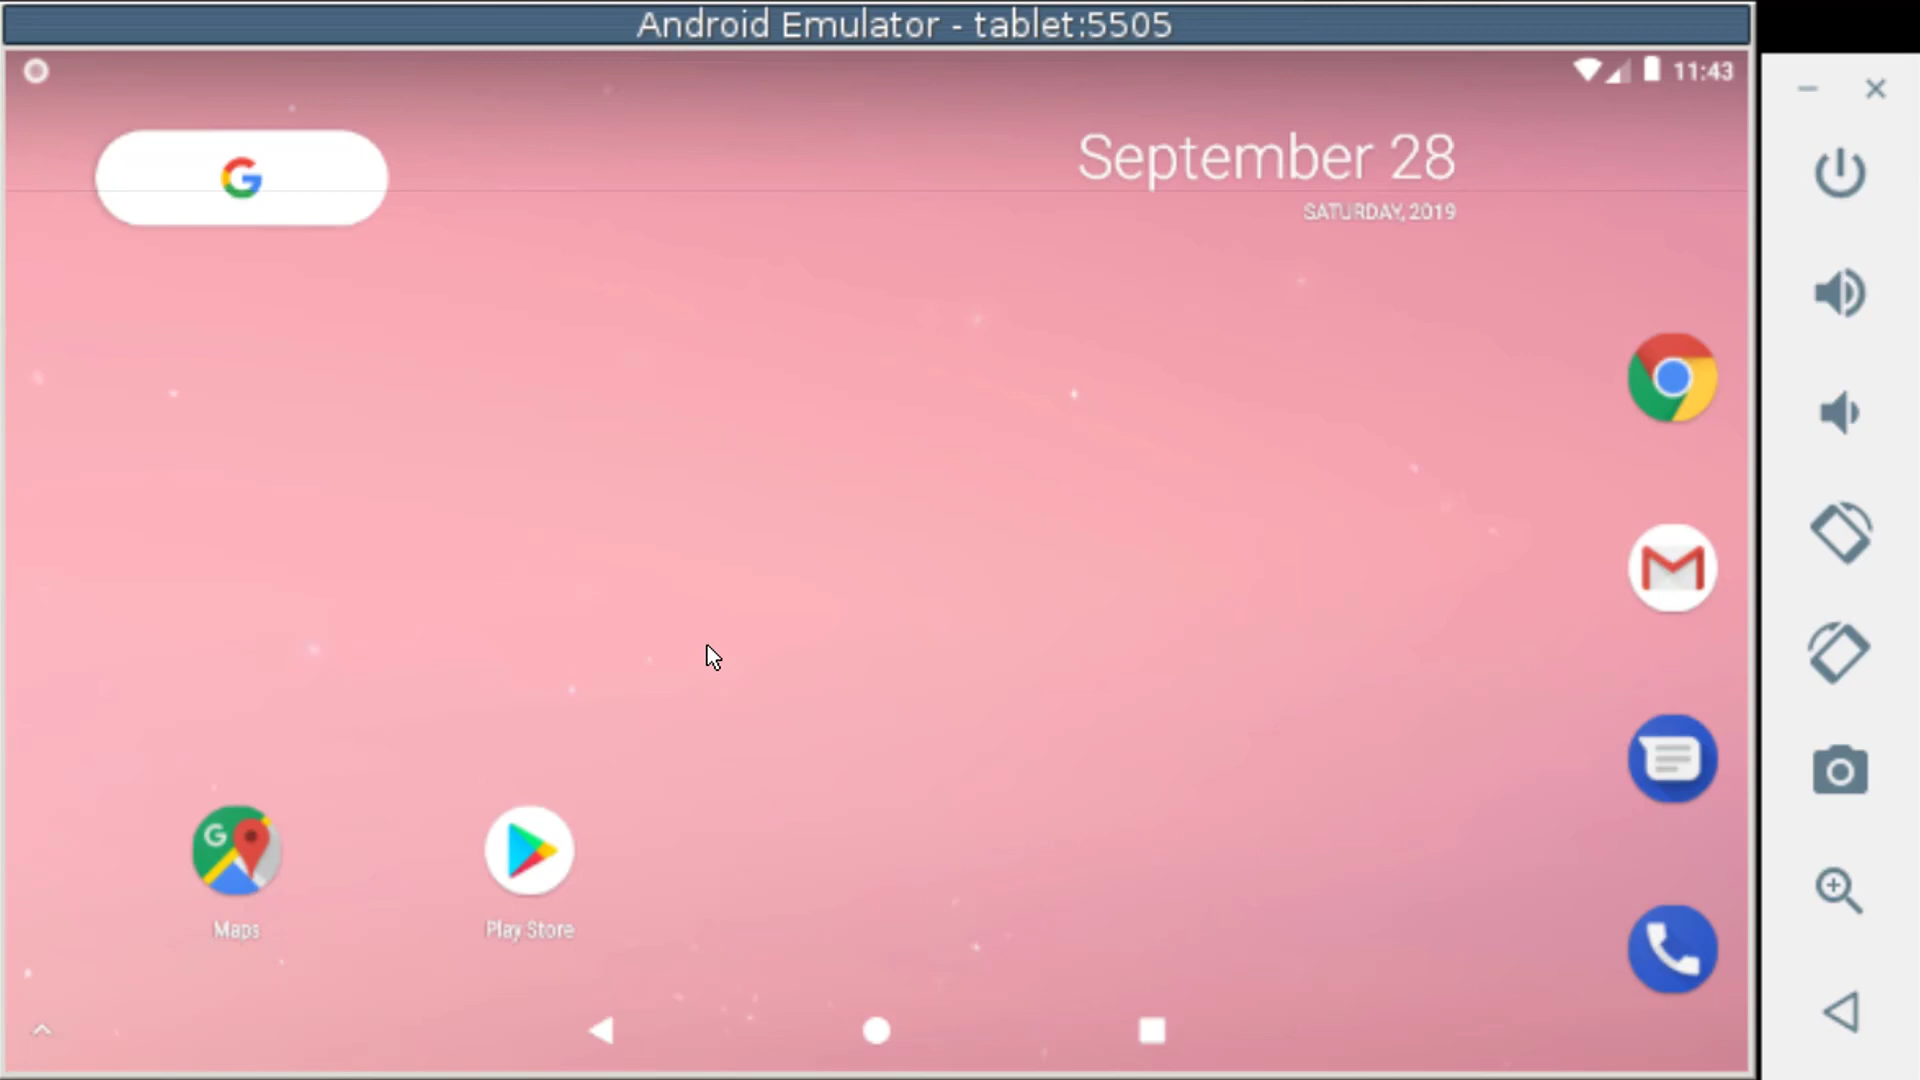 Android Emulator - tablet:5505
11:43
G
September 28
SATURDAY, 2019
G
Maps
Play Store